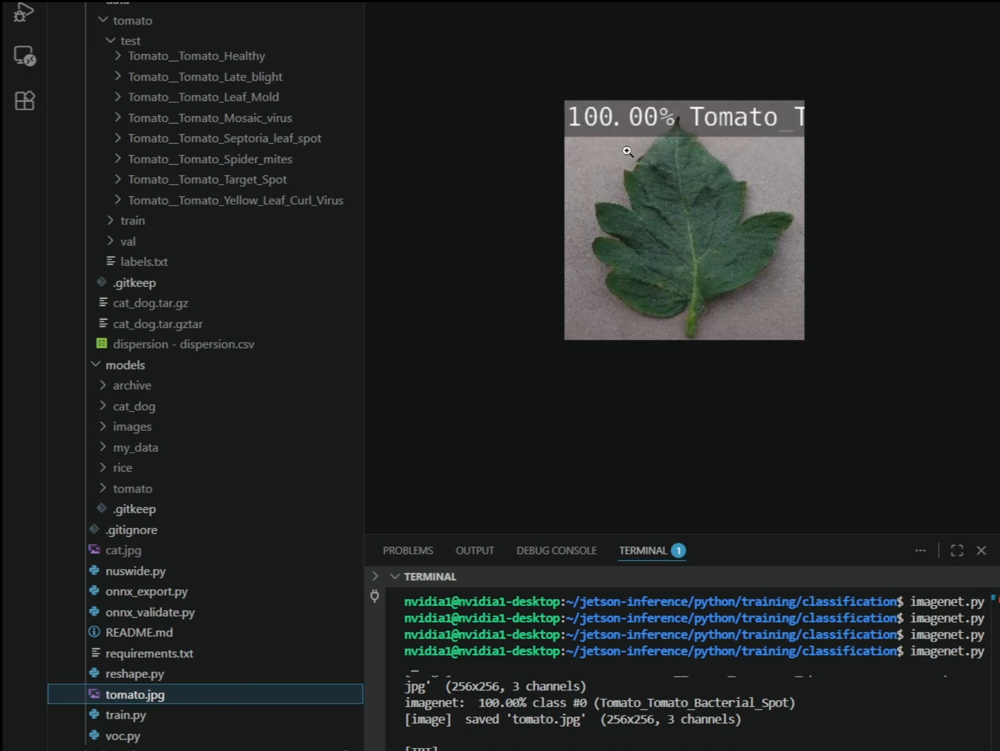 tomato
test
Tomato__Tomato_Healthy
Tomato__Tomato_Late_blight
Tomato__Tomato_Leaf_Mold
Tomato__Tomato_Mosaic_virus
Tomato__Tomato_Septoria_leaf_spot
Tomato__Tomato_Spider_mites
Tomato__Tomato_Target_Spot
Tomato__Tomato_Yellow_Leaf_Curl_Virus
train
val
labels.txt
.gitkeep
cat_dog.tar.gz
cat_dog.tar.gztar
dispersion - dispersion.csv
models
archive
cat_dog
images
my_data
rice
tomato
.gitkeep
.gitignore
cat.jpg
nuswide.py
onnx_export.py
onnx_validate.py
README.md
requirements.txt
reshape.py
tomato.jpg
train.py
voc.py
100.00% Tomato_T
PROBLEMS OUTPUT DEBUG CONSOLE TERMINAL 1
TERMINAL
nvidia1@nvidia1-desktop:~/jetson-inference/python/training/classification$ imagenet.py
nvidia1@nvidia1-desktop:~/jetson-inference/python/training/classification$ imagenet.py
nvidia1@nvidia1-desktop:~/jetson-inference/python/training/classification$ imagenet.py
nvidia1@nvidia1-desktop:~/jetson-inference/python/training/classification$ imagenet.py
jpg' (256x256, 3 channels)
imagenet: 100.00% class #0 (Tomato_Tomato_Bacterial_Spot)
[image] saved 'tomato.jpg' (256x256, 3 channels)